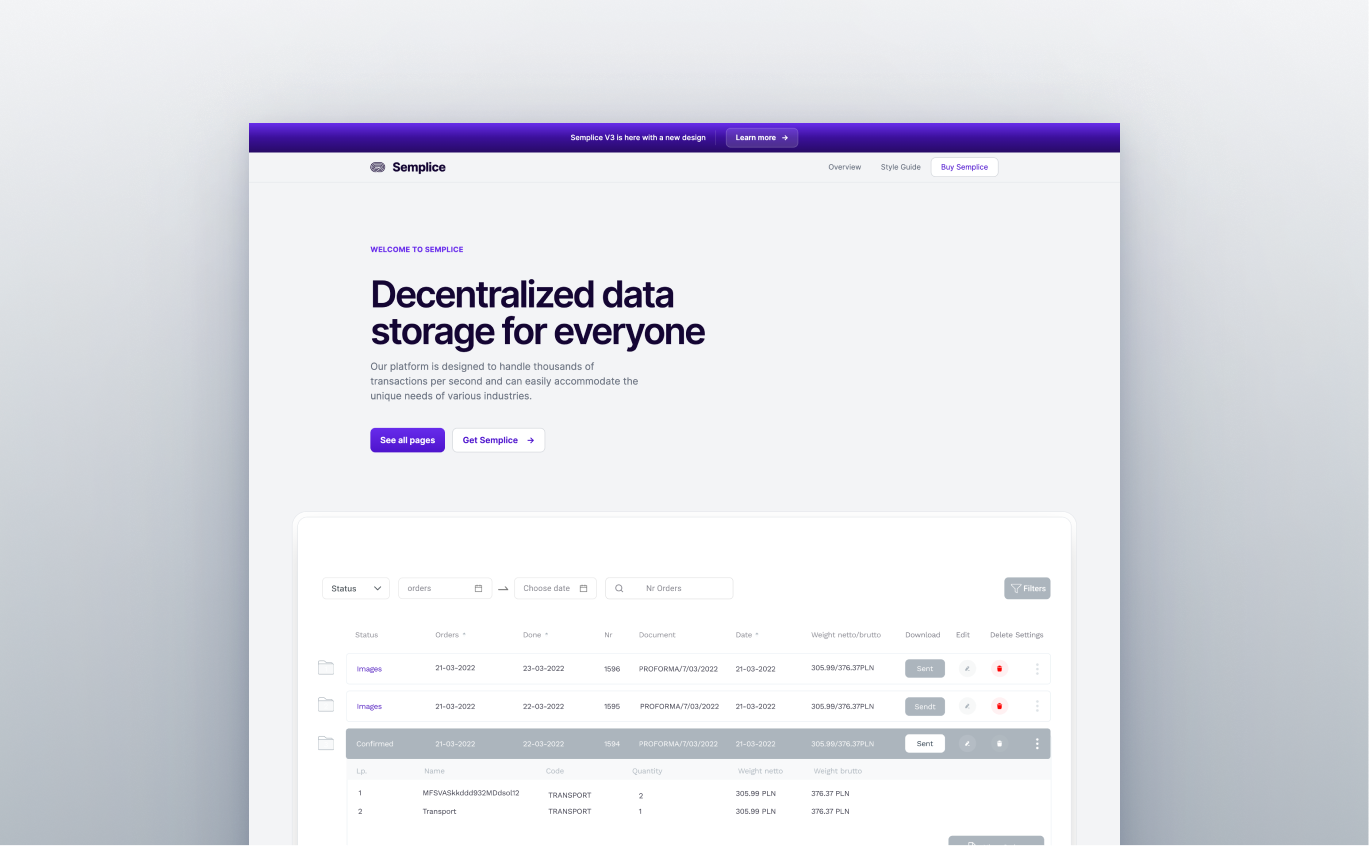 Semplice V3 is here with a new design Learn more →
Semplice Overview Style Guide Buy Semplice
WELCOME TO SEMPLICE
Decentralized data
storage for everyone
Our platform is designed to handle thousands of
transactions per second and can easily accommodate the
unique needs of various industries.
See all pages Get Semplice →
Status orders Choose date Nr Orders Filters
Status Orders Done Nr Document Date Weight netto/brutto Download Edit Delete Settings
Images 21-03-2022 23-03-2022 1596 PROFORMA/7/03/2022 21-03-2022 305.99/376.37PLN Sent
Images 21-03-2022 22-03-2022 1595 PROFORMA/7/03/2022 21-03-2022 305.99/376.37PLN Sendt
Confirmed 21-03-2022 22-03-2022 1594 PROFORMA/7/03/2022 21-03-2022 305.99/376.37PLN Sent
Lp. Name Code Quantity Weight netto Weight brutto
1 MFSVASkkddd932MDdsol12 TRANSPORT 2 305.99 PLN 376.37 PLN
2 Transport TRANSPORT 1 305.99 PLN 376.37 PLN